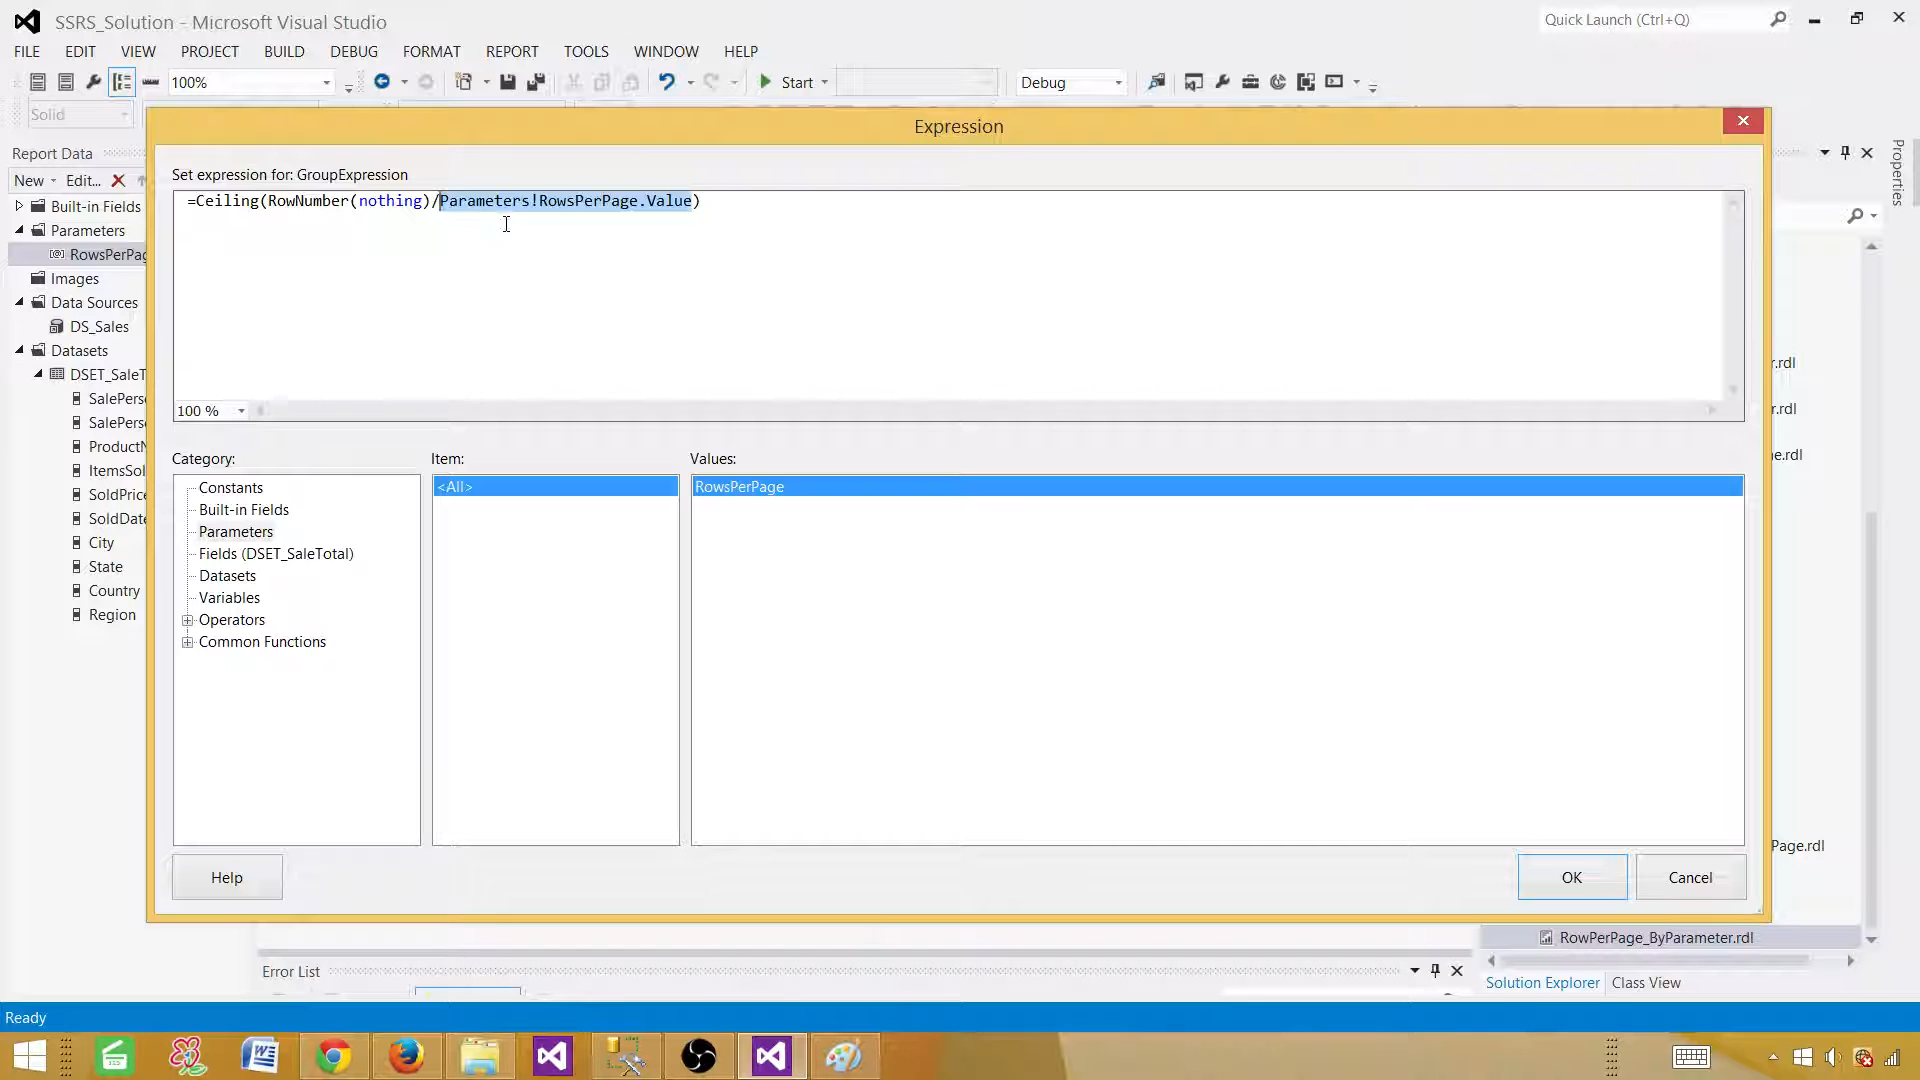 SSRS_Solution - Microsoft Visual Studio
Quick Launch (Ctrl+Q)
FILE EDIT VIEW PROJECT BUILD DEBUG FORMAT REPORT TOOLS WINDOW HELP
100% Start Debug
Solid
Expression
Report Data
Properties
New Edit...
Set expression for: GroupExpression
=Ceiling(RowNumber(nothing)/Parameters!RowsPerPage.Value)
Built-in Fields
Parameters
RowsPerPag
Images
Data Sources
DS_Sales
Datasets
DSET_SaleT
SalePers
SalePers
ProductN
ItemsSol
SoldPrice
SoldDate
City
State
Country
Region
.rdl
r.rdl
e.rdl
100 %
Category: Item: Values:
Constants
Built-in Fields
Parameters
Fields (DSET_SaleTotal)
Datasets
Variables
Operators
Common Functions
<All>
RowsPerPage
Page.rdl
Help OK Cancel
RowPerPage_ByParameter.rdl
Error List
Solution Explorer Class View
Ready